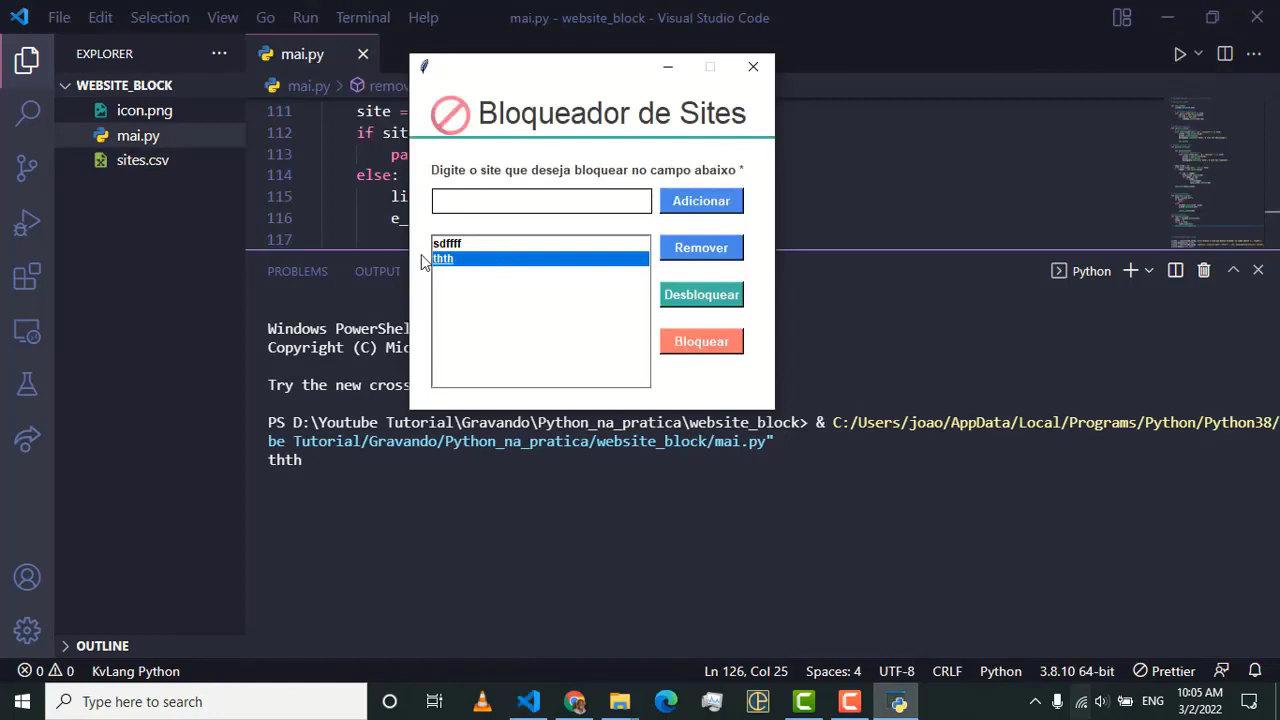 File Edit Selection View Go Run Terminal Help
mai.py - website_block - Visual Studio Code
EXPLORER
WEBSITE_BLOCK
icon.png
mai.py
sites.csv
OUTLINE
mai.py
mai.py
111 site =
112 if sit
113 pa
114 else:
115 li
116 e_
117
Bloqueador de Sites
Digite o site que deseja bloquear no campo abaixo *
Adicionar
sdffff
thth
Remover
Desbloquear
Bloquear
PROBLEMS OUTPUT
Python
Windows PowerShel
Copyright (C) Mic
Try the new cross
PS D:\Youtube Tutorial\Gravando\Python_na_pratica\website_block> & C:/Users/joao/AppData/Local/Programs/Python/Python38/
be Tutorial/Gravando/Python_na_pratica/website_block/mai.py"
thth
0 0 KvLang Python Ln 126, Col 25 Spaces: 4 UTF-8 CRLF Python 3.8.10 64-bit Prettier
Type here to search
ENG
10:05 AM
3/2/2022